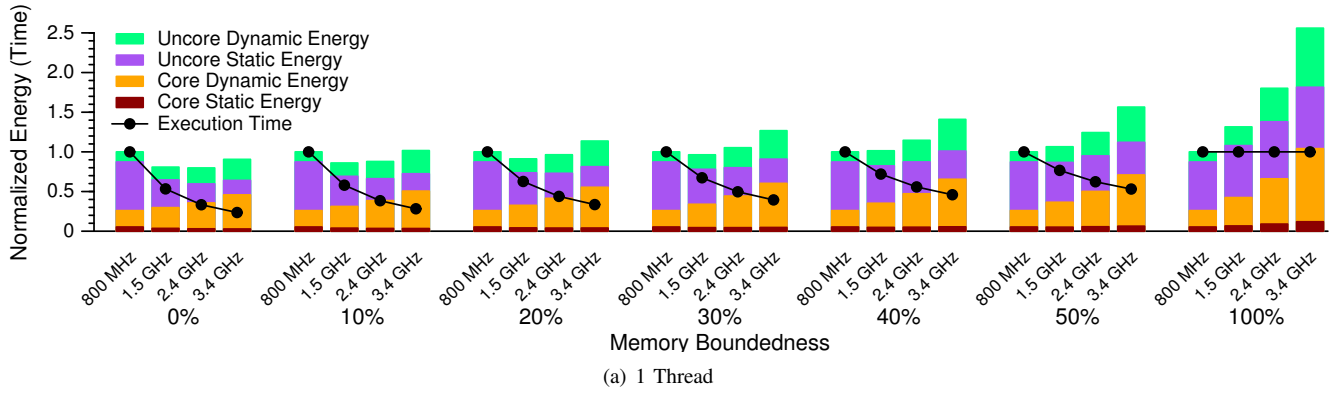 Normalized Energy (Time)
2.5
2.0
1.5
1.0
0.5
0
Uncore Dynamic Energy
Uncore Static Energy
Core Dynamic Energy
Core Static Energy
Execution Time
800 MHz 1.5 GHz 2.4 GHz 3.4 GHz 800 MHz 1.5 GHz 2.4 GHz 3.4 GHz 800 MHz 1.5 GHz 2.4 GHz 3.4 GHz 800 MHz 1.5 GHz 2.4 GHz 3.4 GHz 800 MHz 1.5 GHz 2.4 GHz 3.4 GHz 800 MHz 1.5 GHz 2.4 GHz 3.4 GHz 800 MHz 1.5 GHz 2.4 GHz 3.4 GHz
0% 10% 20% 30% 40% 50% 100%
Memory Boundedness
(a) 1 Thread